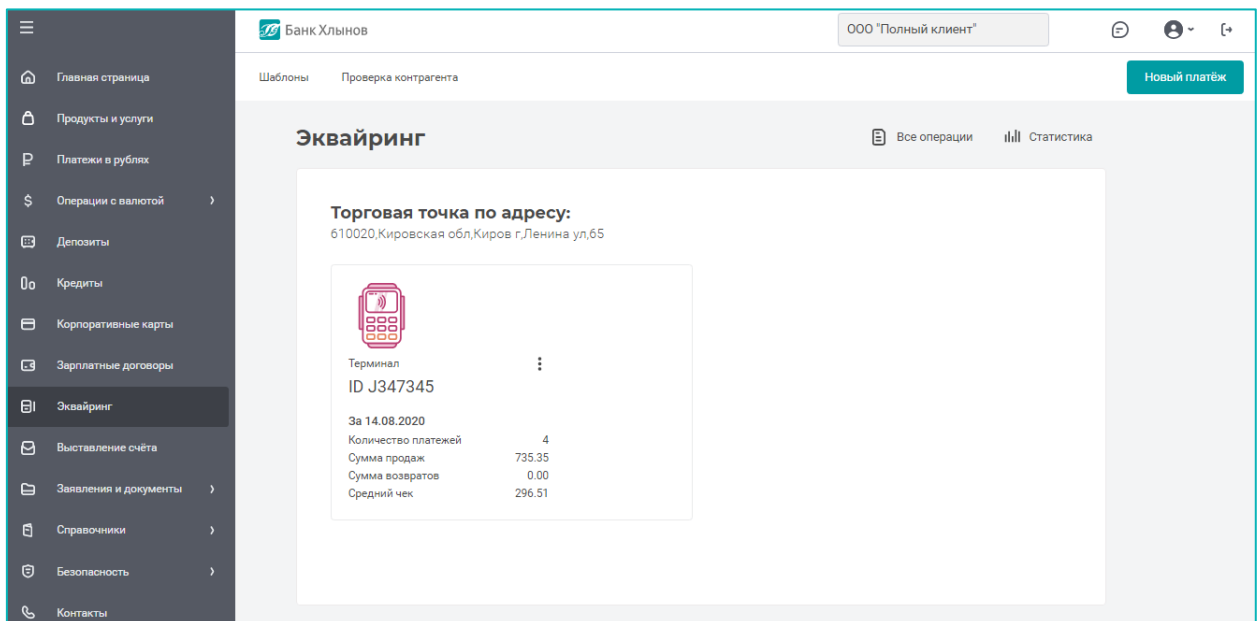 Банк Хлынов
ООО "Полный клиент"
Главная страница
Продукты и услуги
Платежи в рублях
Операции с валютой
Депозиты
Кредиты
Корпоративные карты
Зарплатные договоры
Эквайринг
Выставление счёта
Заявления и документы
Справочники
Безопасность
Контакты
Шаблоны Проверка контрагента
Новый платёж
Эквайринг
Все операции Статистика
Торговая точка по адресу:
610020,Кировская обл,Киров г,Ленина ул,65
Терминал
ID J347345
За 14.08.2020
Количество платежей 4
Сумма продаж 735.35
Сумма возвратов 0.00
Средний чек 296.51